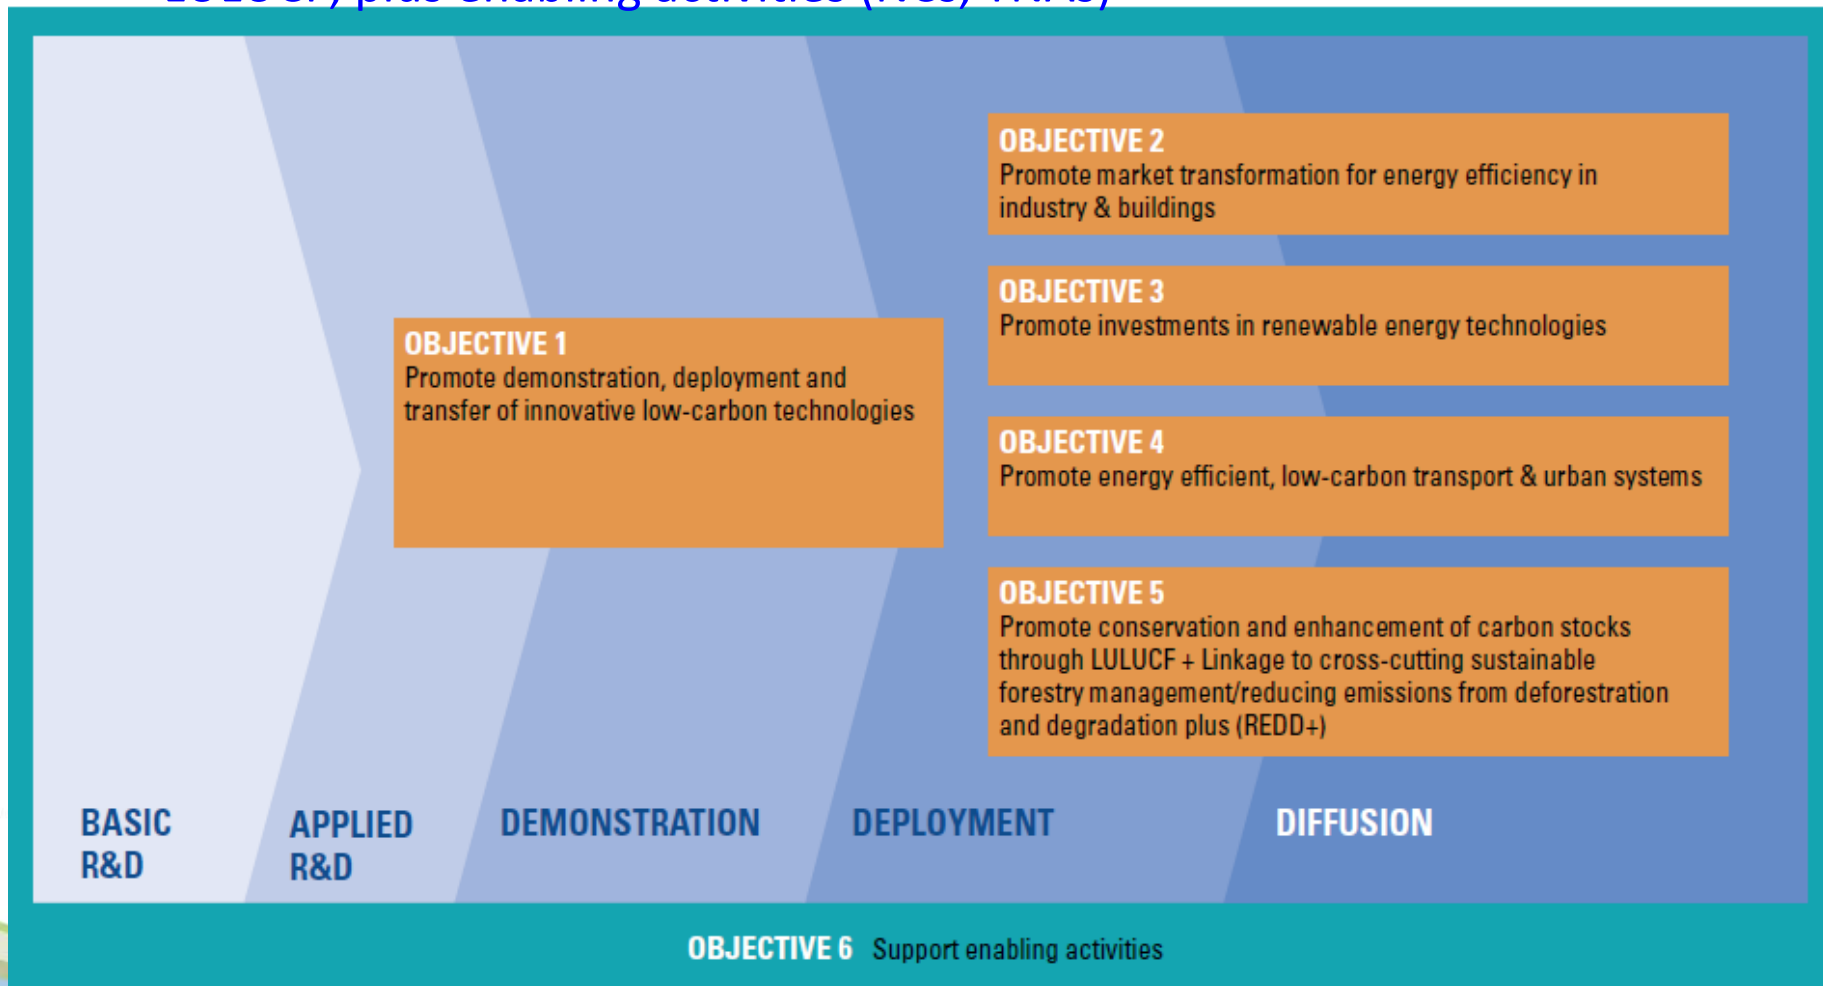 plus enabling activities
OBJECTIVE 2
Promote market transformation for energy efficiency in
industry & buildings
OBJECTIVE 3
Promote investments in renewable energy technologies
OBJECTIVE 1
Promote demonstration, deployment and
transfer of innovative low-carbon technologies
OBJECTIVE 4
Promote energy efficient, low-carbon transport & urban systems
OBJECTIVE 5
Promote conservation and enhancement of carbon stocks
through LULUCF + Linkage to cross-cutting sustainable
forestry management/reducing emissions from deforestration
and degradation plus (REDD+)
BASIC
R&D
APPLIED
R&D
DEMONSTRATION
DEPLOYMENT
DIFFUSION
OBJECTIVE 6 Support enabling activities